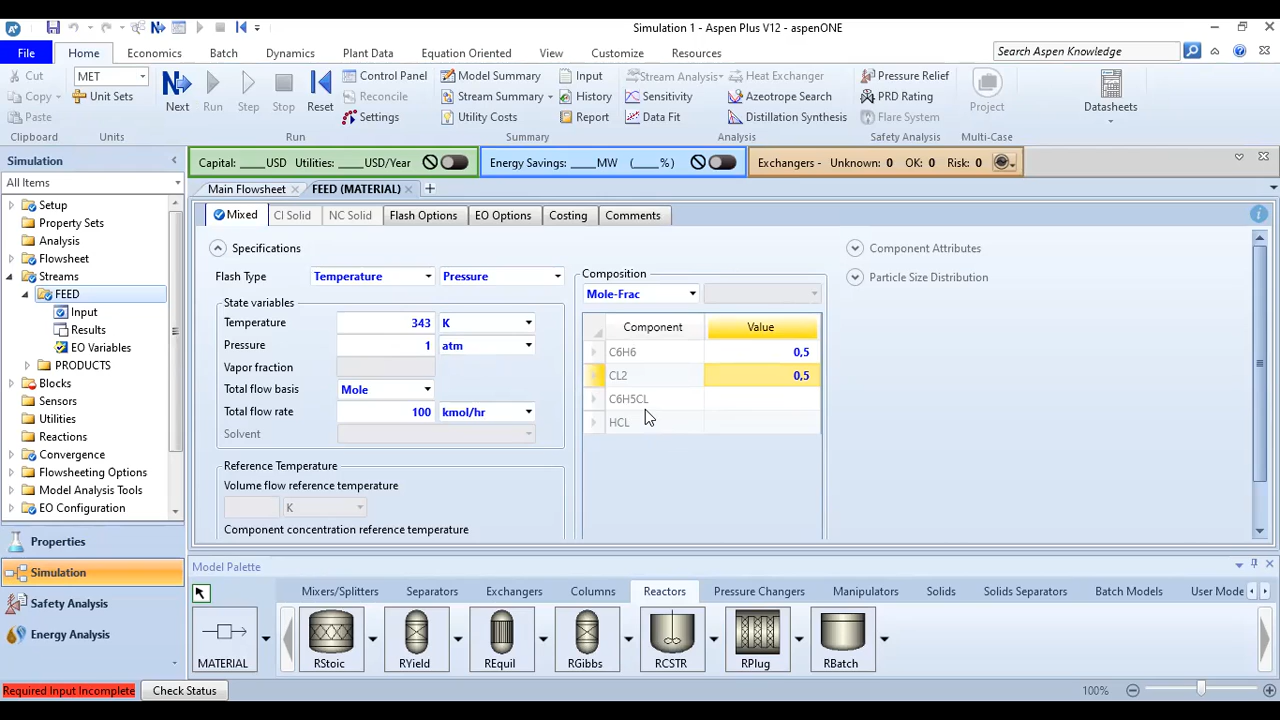 Simulation 1 - Aspen Plus V12 - aspenONE
File Home Economics Batch Dynamics Plant Data Equation Oriented View Customize Resources Search Aspen Knowledge
Cut MET Control Panel Model Summary Input Stream Analysis Heat Exchanger Pressure Relief
Copy Unit Sets Next Run Step Stop Reset Reconcile Stream Summary History Sensitivity Azeotrope Search PRD Rating Project Datasheets
Paste Settings Utility Costs Report Data Fit Distillation Synthesis Flare System
Clipboard Units Run Summary Analysis Safety Analysis Multi-Case
Simulation Capital: ____USD Utilities: ____USD/Year Energy Savings: ____MW (____%) Exchangers - Unknown: 0 OK: 0 Risk: 0
All Items Main Flowsheet FEED (MATERIAL)
Setup
Property Sets
Analysis
Flowsheet
Streams
FEED
Input
Results
EO Variables
PRODUCTS
Blocks
Sensors
Utilities
Reactions
Convergence
Flowsheeting Options
Model Analysis Tools
EO Configuration
Properties
Simulation
Safety Analysis
Energy Analysis
Mixed CI Solid NC Solid Flash Options EO Options Costing Comments
Specifications
Flash Type Temperature Pressure
State variables
Temperature 343 K
Pressure 1 atm
Vapor fraction
Total flow basis Mole
Total flow rate 100 kmol/hr
Solvent
Reference Temperature
Volume flow reference temperature
K
Component concentration reference temperature
Composition
Mole-Frac
Component Value
C6H6 0,5
CL2 0,5
C6H5CL
HCL
Component Attributes
Particle Size Distribution
Model Palette
Mixers/Splitters Separators Exchangers Columns Reactors Pressure Changers Manipulators Solids Solids Separators Batch Models User Mode
MATERIAL RStoic RYield REquil RGibbs RCSTR RPlug RBatch
Required Input Incomplete Check Status 100%